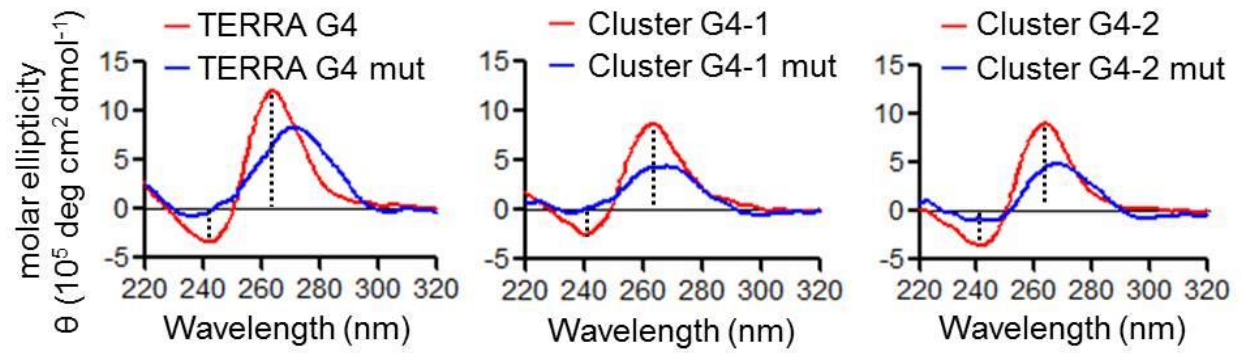 molar ellipticity
θ (10⁵ deg cm² dmol⁻¹)
TERRA G4
TERRA G4 mut
15
10
5
0
-5
220 240 260 280 300 320
Wavelength (nm)
Cluster G4-1
Cluster G4-1 mut
15
10
5
0
-5
220 240 260 280 300 320
Wavelength (nm)
Cluster G4-2
Cluster G4-2 mut
15
10
5
0
-5
220 240 260 280 300 320
Wavelength (nm)